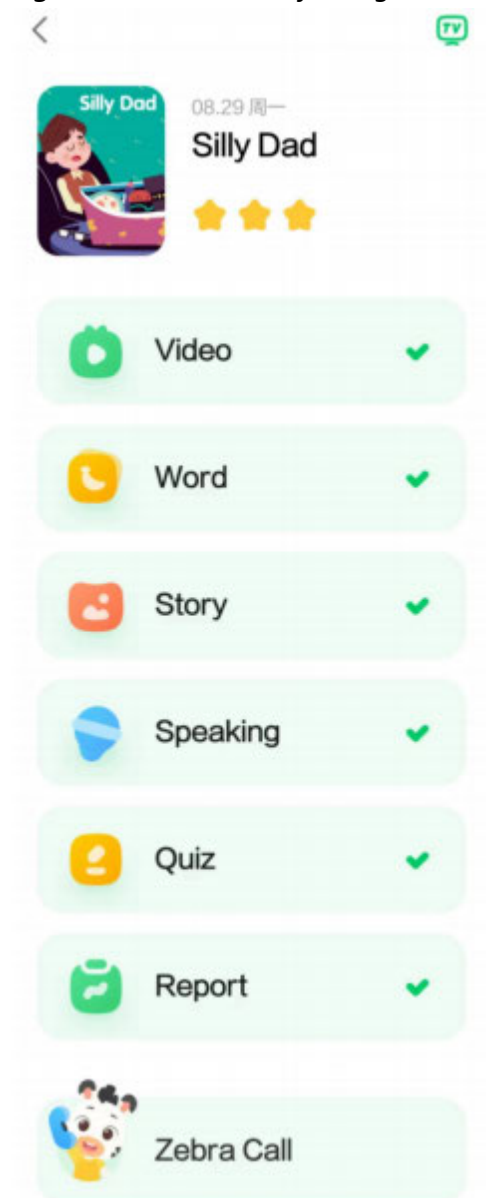 TV
Silly Dad
08.29 周一
Silly Dad
Video
Word
Story
Speaking
Quiz
Report
Zebra Call